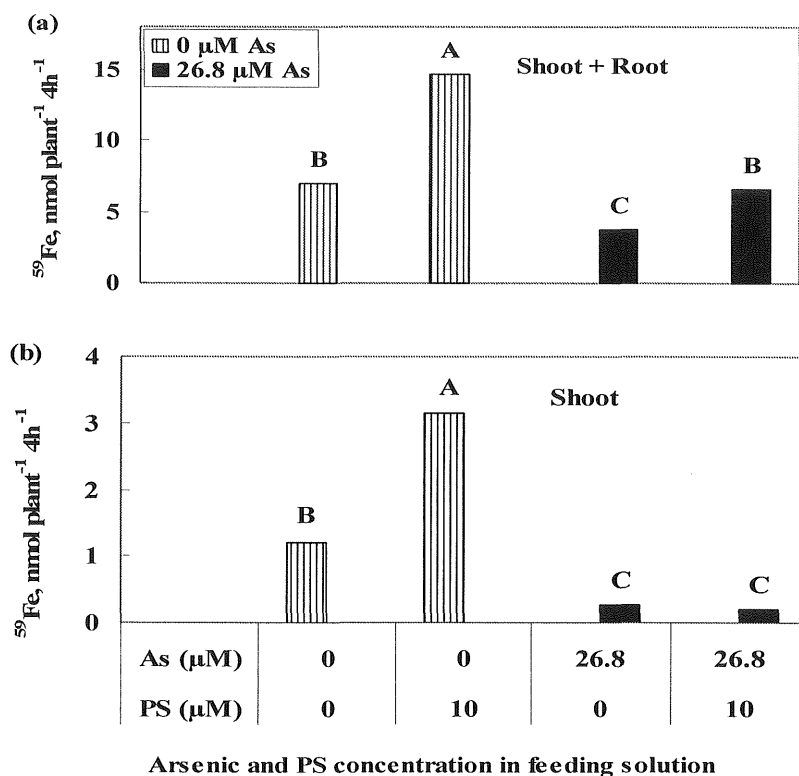 (a)
0 µM As
26.8 µM As
Shoot + Root
A
B
C
B
15
10
5
0
⁵⁹Fe, nmol plant⁻¹ 4h⁻¹
(b)
Shoot
A
B
C
C
4
3
2
1
0
⁵⁹Fe, nmol plant⁻¹ 4h⁻¹
As (µM) 0 0 26.8 26.8
PS (µM) 0 10 0 10
Arsenic and PS concentration in feeding solution